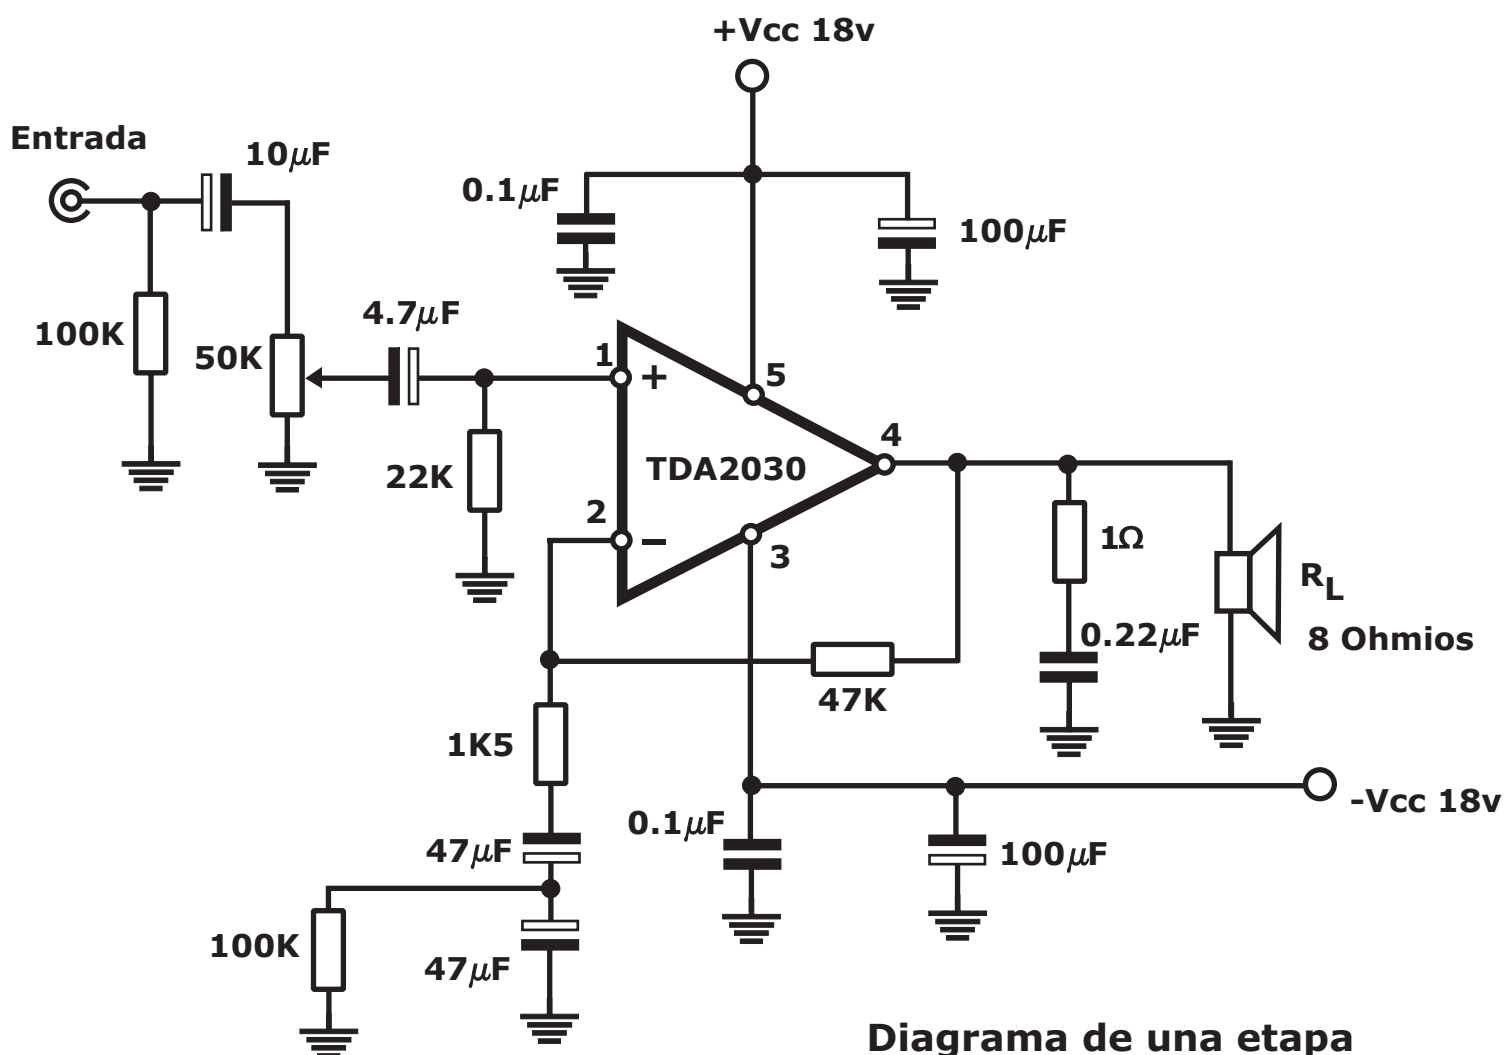 +Vcc 18v
Entrada
10µF
0.1µF
100µF
100K
50K
4.7µF
1
+
5
22K
TDA2030
4
2
−
3
1Ω
RL
8 Ohmios
0.22µF
47K
1K5
0.1µF
-Vcc 18v
47µF
100µF
100K
47µF
Diagrama de una etapa